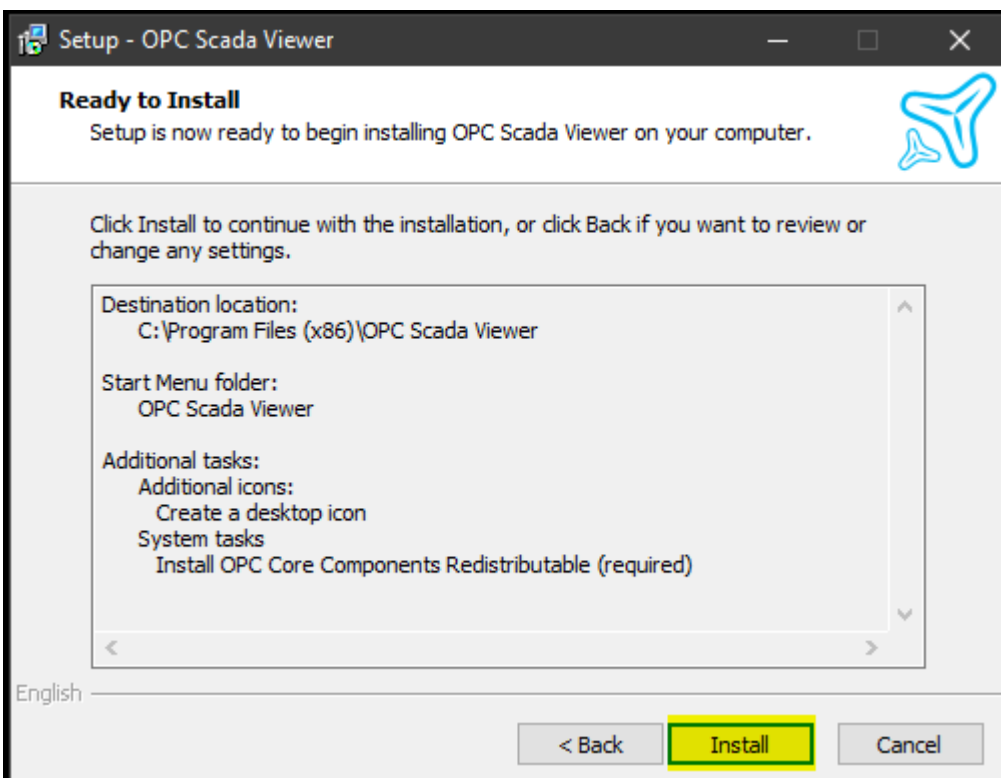 Setup - OPC Scada Viewer
Ready to Install
Setup is now ready to begin installing OPC Scada Viewer on your computer.
Click Install to continue with the installation, or click Back if you want to review or
change any settings.
Destination location:
C:\Program Files (x86)\OPC Scada Viewer
Start Menu folder:
OPC Scada Viewer
Additional tasks:
Additional icons:
Create a desktop icon
System tasks
Install OPC Core Components Redistributable (required)
English
< Back
Install
Cancel